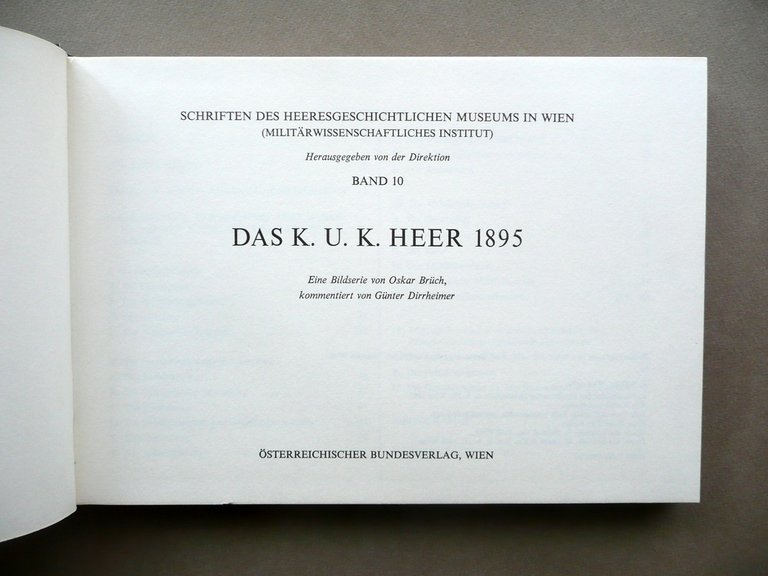 SCHRIFTEN DES HEERESGESCHICHTLICHEN MUSEUMS IN WIEN
(MILITÄRWISSENSCHAFTLICHES INSTITUT)
Herausgegeben von der Direktion
BAND 10
DAS K. U. K. HEER 1895
Eine Bildserie von Oskar Brüch,
kommentiert von Günter Dirrheimer
ÖSTERREICHISCHER BUNDESVERLAG, WIEN